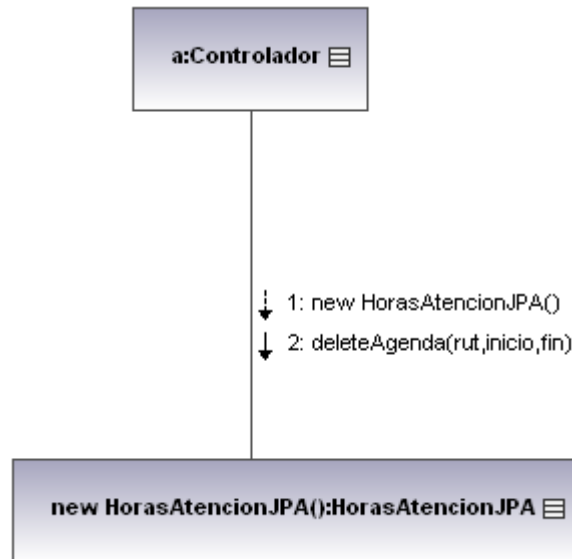 a:Controlador
1: new HorasAtencionJPA()
2: deleteAgenda(rut,inicio,fin)
new HorasAtencionJPA():HorasAtencionJPA